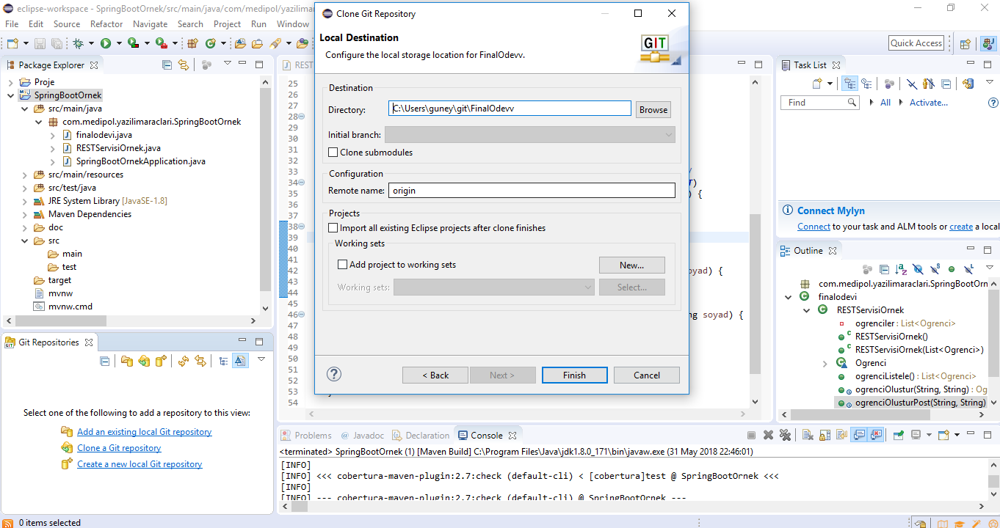 eclipse-workspace - SpringBootOrnek/src/main/java/com/medipol/yazilimar
File Edit Source Refactor Navigate Search Project Run Window
Quick Access
Package Explorer
Proje
SpringBootOrnek
src/main/java
com.medipol.yazilimaraclari.SpringBootOrnek
finalodevi.java
RESTServisiOrnek.java
SpringBootOrnekApplication.java
src/main/resources
src/test/java
JRE System Library [JavaSE-1.8]
Maven Dependencies
doc
src
main
test
target
mvnw
mvnw.cmd
Git Repositories
Select one of the following to add a repository to this view:
Add an existing local Git repository
Clone a Git repository
Create a new local Git repository
0 items selected
REST
25
26
27
28
29
30
31
32
33
34
35
36
37
38
39
40
41
42
43
44
45
46
47
48
49
50
51
52
53
54
) {
oyad) {
ng soyad) {
Clone Git Repository
Local Destination
Configure the local storage location for FinalOdevv.
GIT
Destination
Directory: C:\Users\guney\git\FinalOdevv Browse
Initial branch:
Clone submodules
Configuration
Remote name: origin
Projects
Import all existing Eclipse projects after clone finishes
Working sets
Add project to working sets New...
Working sets: Select...
< Back Next > Finish Cancel
Task List
Find All Activate...
Connect Mylyn
Connect to your task and ALM tools or create a local
Outline
com.medipol.yazilimaraclari.SpringBootOrn
finalodevi
RESTServisiOrnek
ogrenciler : List<Ogrenci>
RESTServisiOrnek()
RESTServisiOrnek(List<Ogrenci>)
Ogrenci
ogrenciListele() : List<Ogrenci>
ogrenciOlustur(String, String) : Og
ogrenciOlusturPost(String, String)
Problems Javadoc Declaration Console
<terminated> SpringBootOrnek (1) [Maven Build] C:\Program Files\Java\jdk1.8.0_171\bin\javaw.exe (31 May 2018 22:46:01)
[INFO]
[INFO] <<< cobertura-maven-plugin:2.7:check (default-cli) < [cobertura]test @ SpringBootOrnek <<<
[INFO]
[INFO] --- cobertura-maven-plugin:2.7:check (default-cli) @ SpringBootOrnek ---